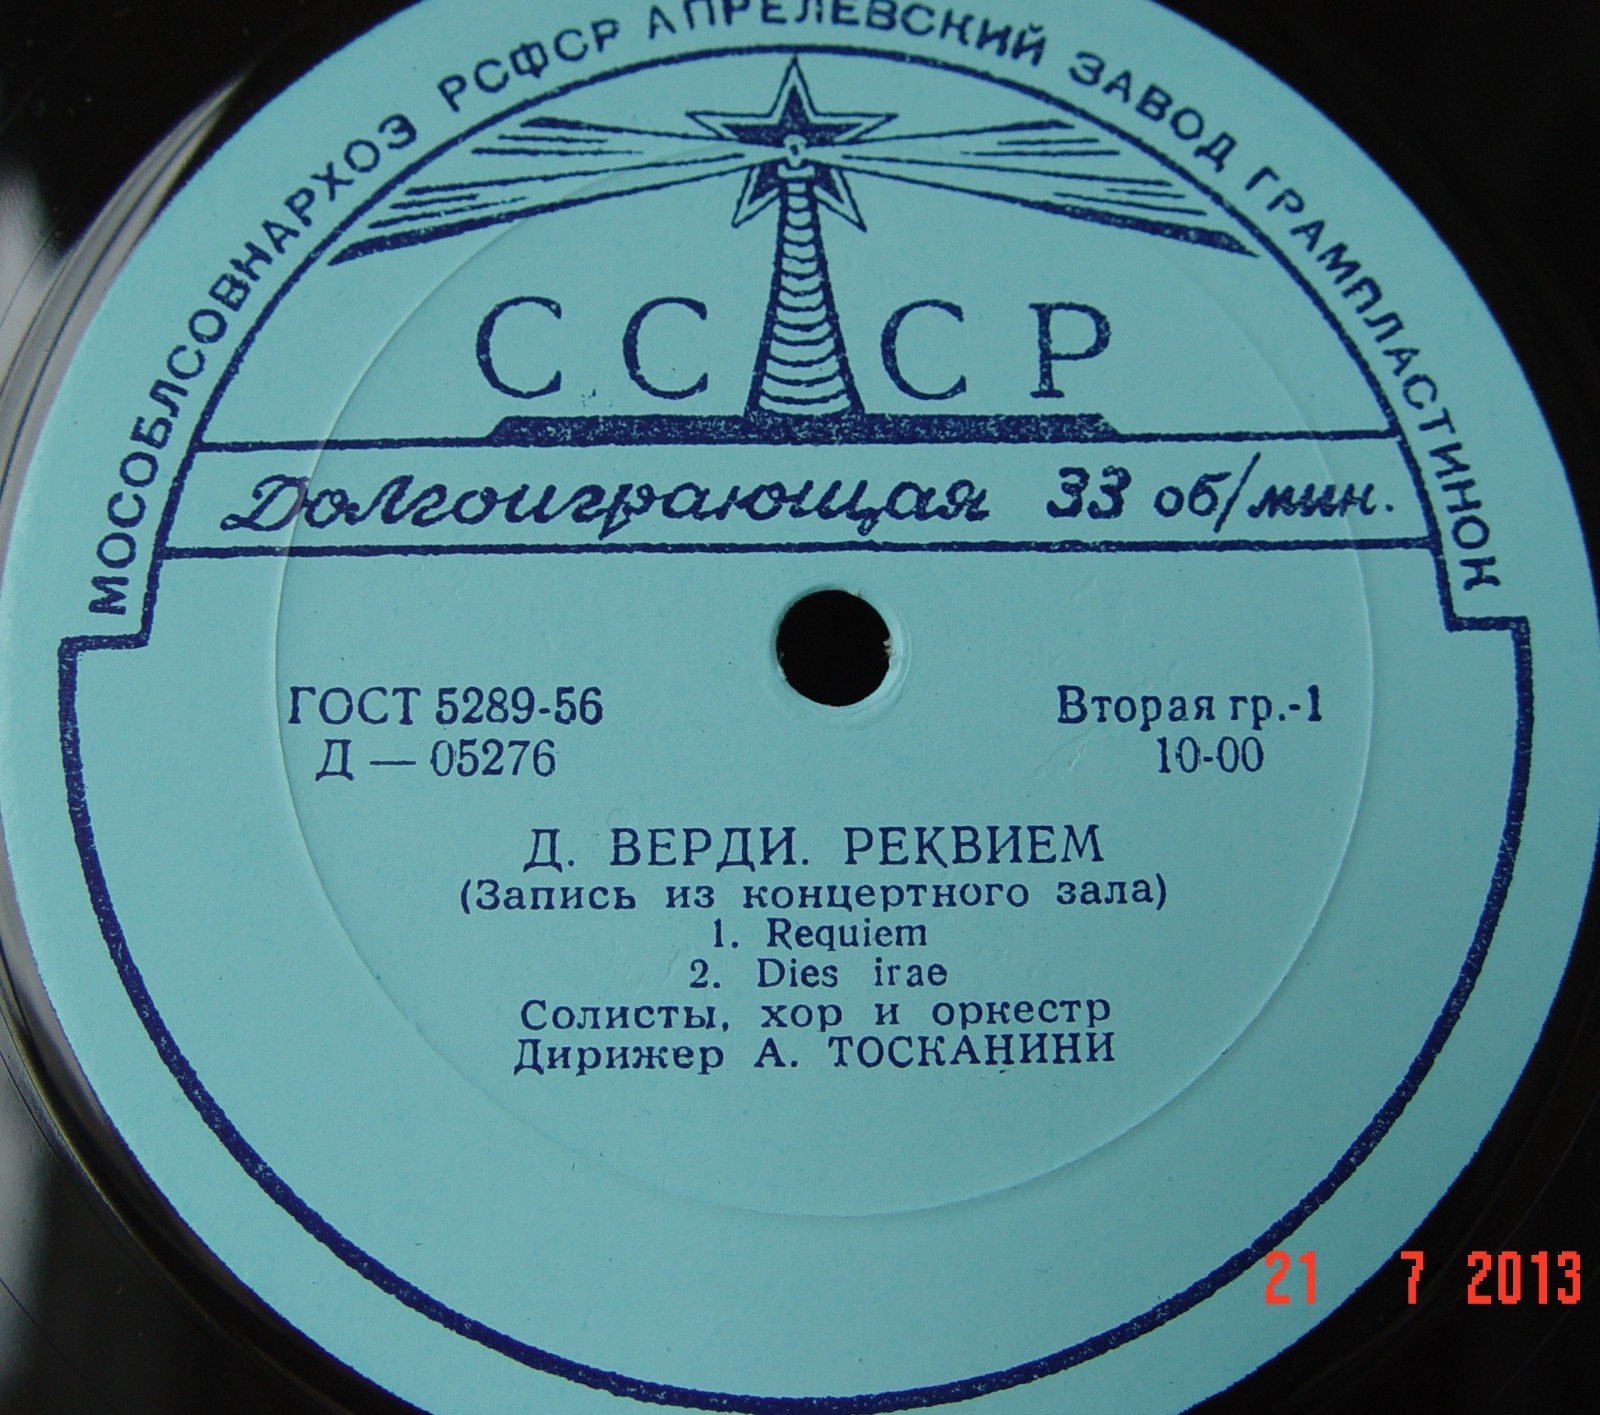 МОСОБЛСОВНАРХОЗ РСФСР АПРЕЛЕВСКИЙ ЗАВОД ГРАМПЛАСТИНОК
СССР
Долгоиграющая 33 об/мин.
ГОСТ 5289-56
Вторая гр.-1
Д — 05276
10-00
Д. ВЕРДИ. РЕКВИЕМ
(Запись из концертного зала)
1. Requiem
2. Dies irae
Солисты, хор и оркестр
Дирижер А. ТОСКАНИНИ
21 7 2013